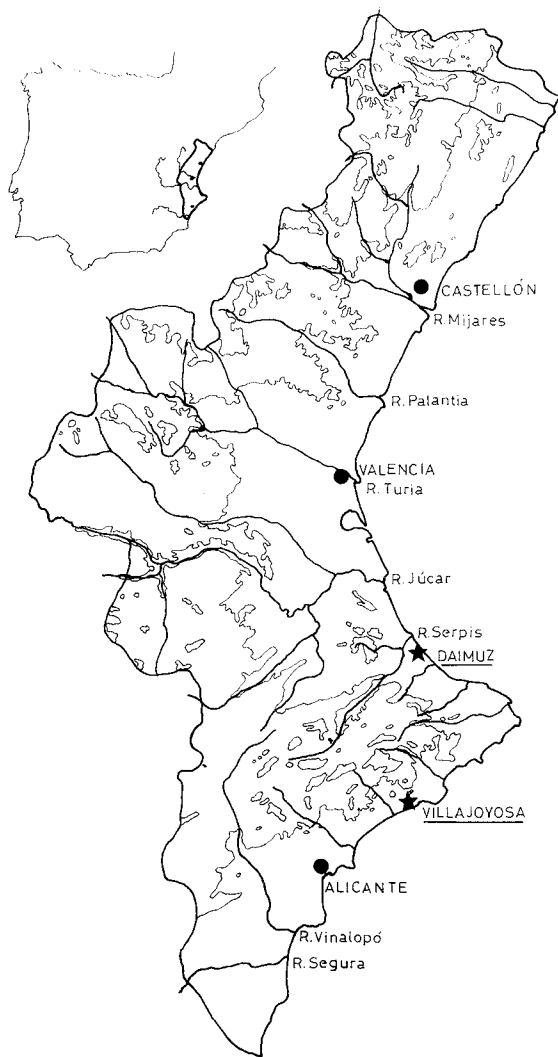 CASTELLÓN
R.Mijares
R.Palantia
VALENCIA
R.Turia
R.Júcar
R.Serpis
DAIMUZ
VILLAJOYOSA
ALICANTE
R.Vinalopó
R.Segura